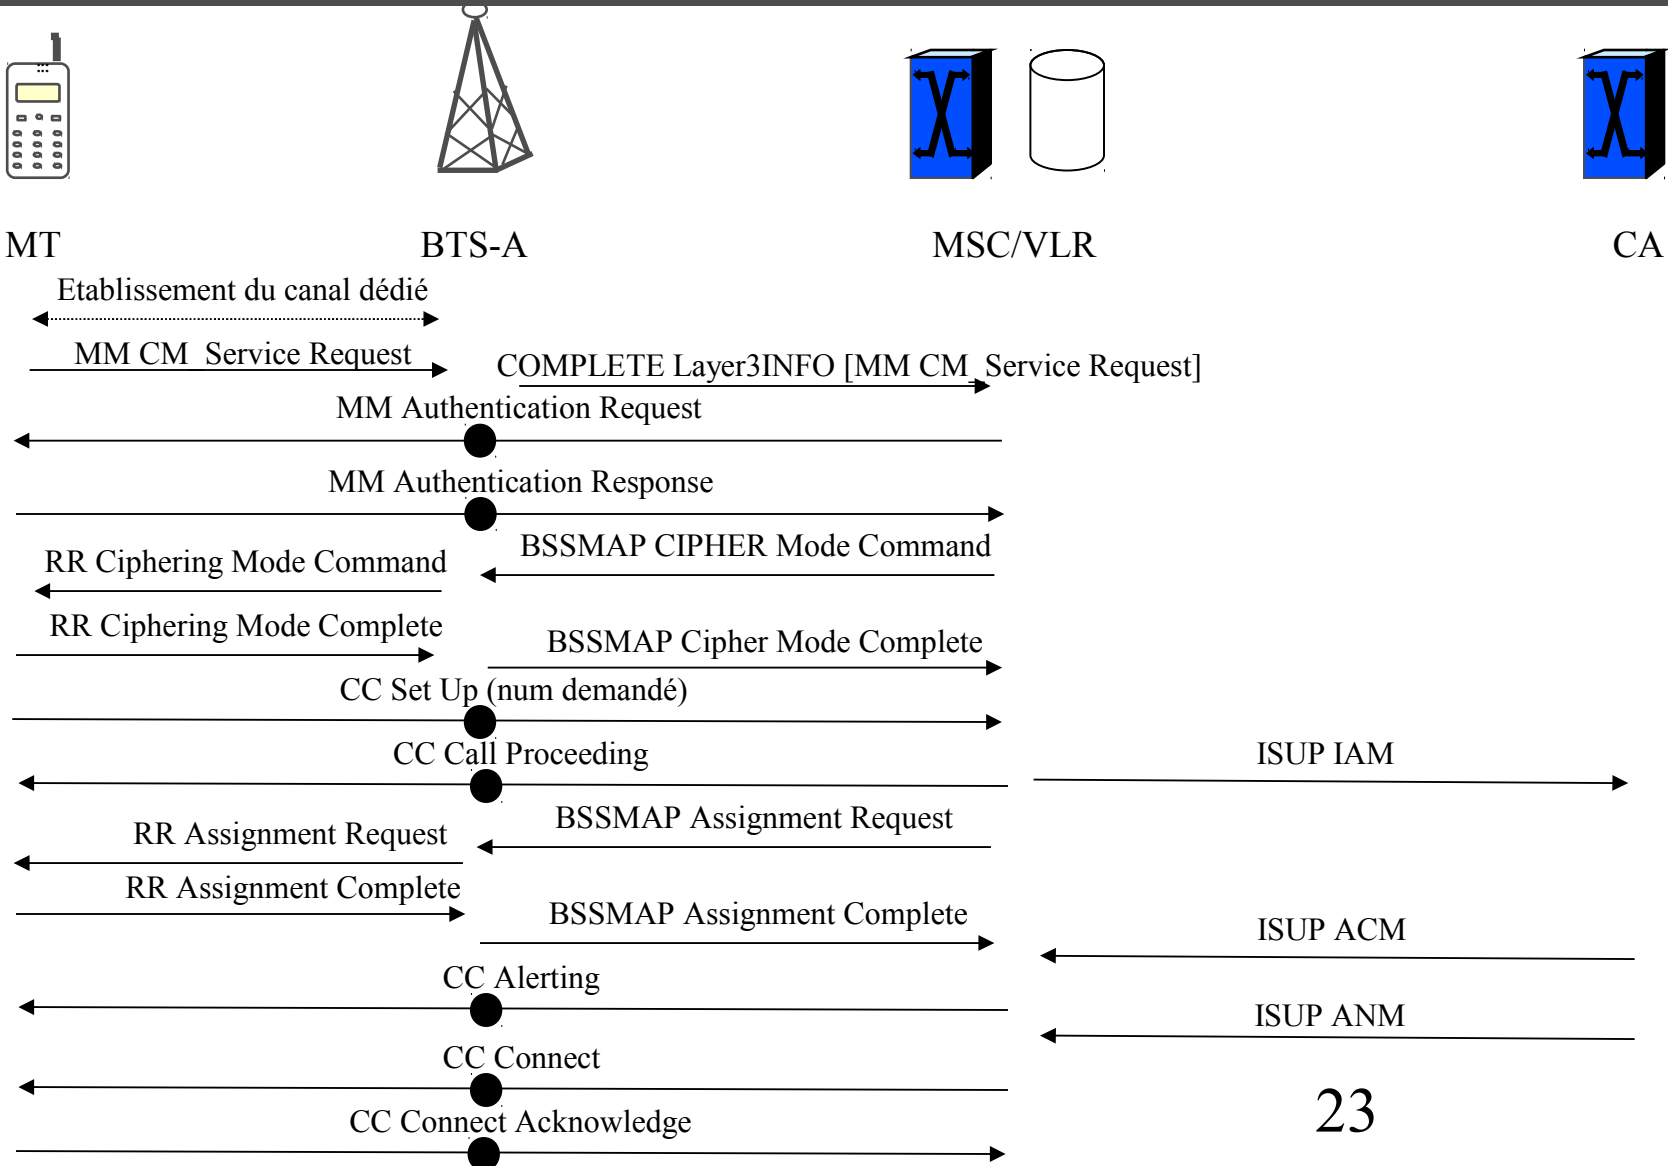 MT BTS-A MSC/VLR CA
Etablissement du canal dédié
MM CM Service Request
COMPLETE Layer3INFO [MM CM_Service Request]
MM Authentication Request
MM Authentication Response
BSSMAP CIPHER Mode Command
RR Ciphering Mode Command
RR Ciphering Mode Complete
BSSMAP Cipher Mode Complete
CC Set Up (num demandé)
CC Call Proceeding
ISUP IAM
BSSMAP Assignment Request
RR Assignment Request
RR Assignment Complete
BSSMAP Assignment Complete
ISUP ACM
CC Alerting
ISUP ANM
CC Connect
CC Connect Acknowledge
23